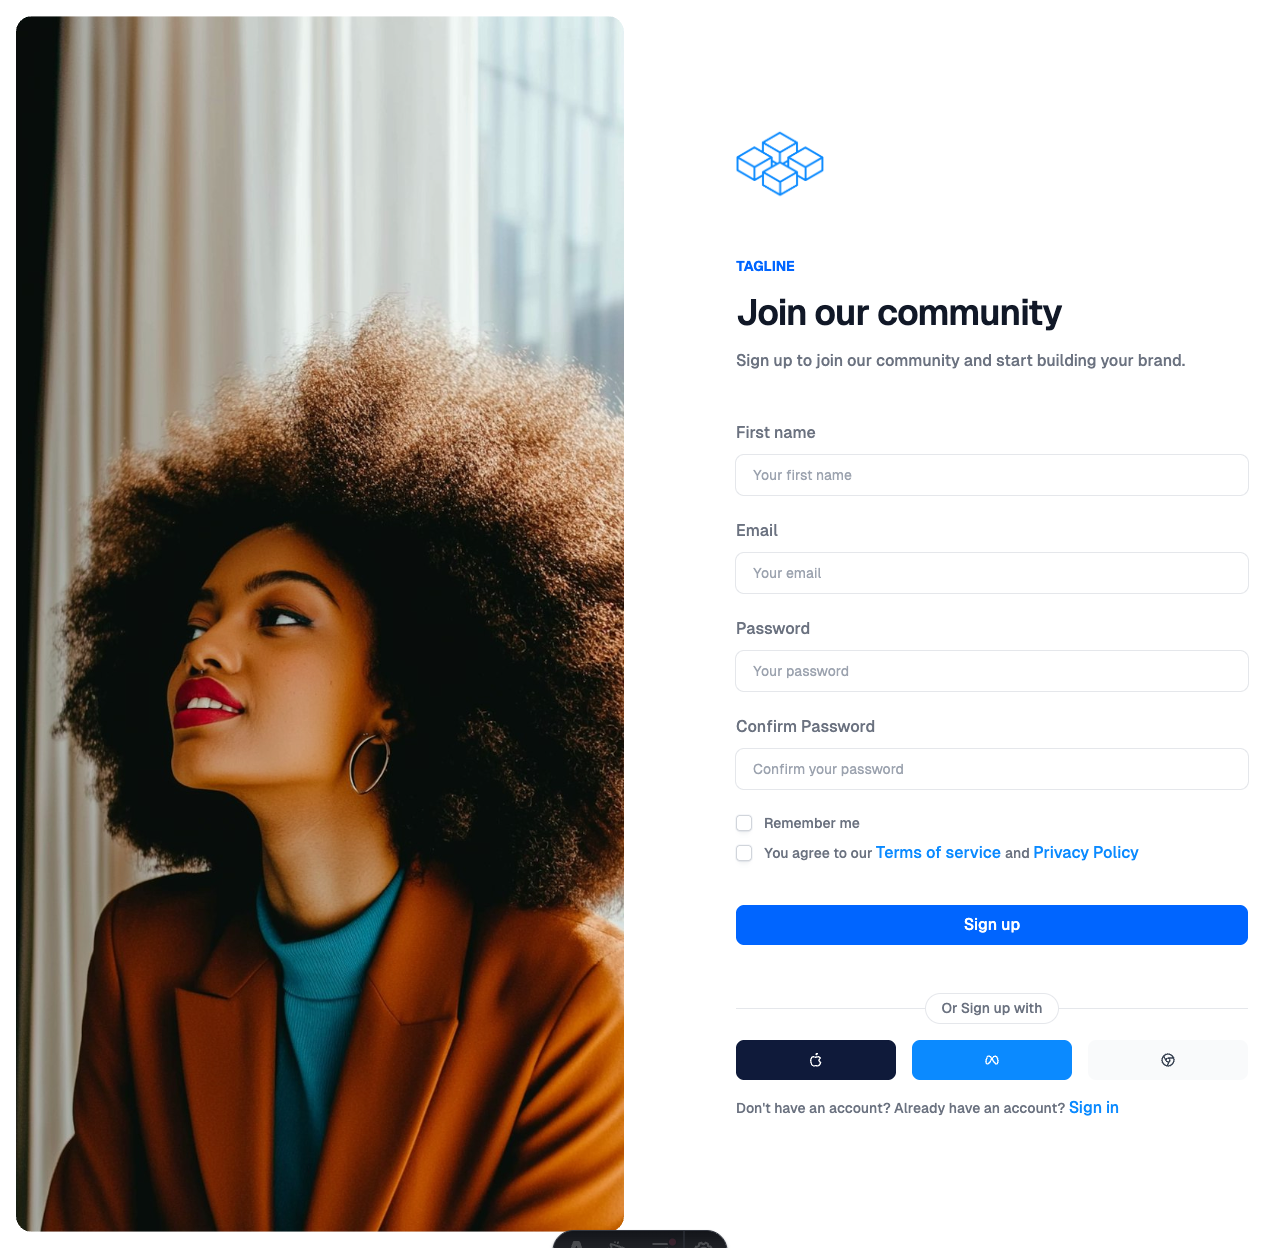 TAGLINE
Join our community
Sign up to join our community and start building your brand.
First name
Your first name
Email
Your email
Password
Your password
Confirm Password
Confirm your password
Remember me
You agree to our Terms of service and Privacy Policy
Sign up
Or Sign up with
Don't have an account? Already have an account? Sign in